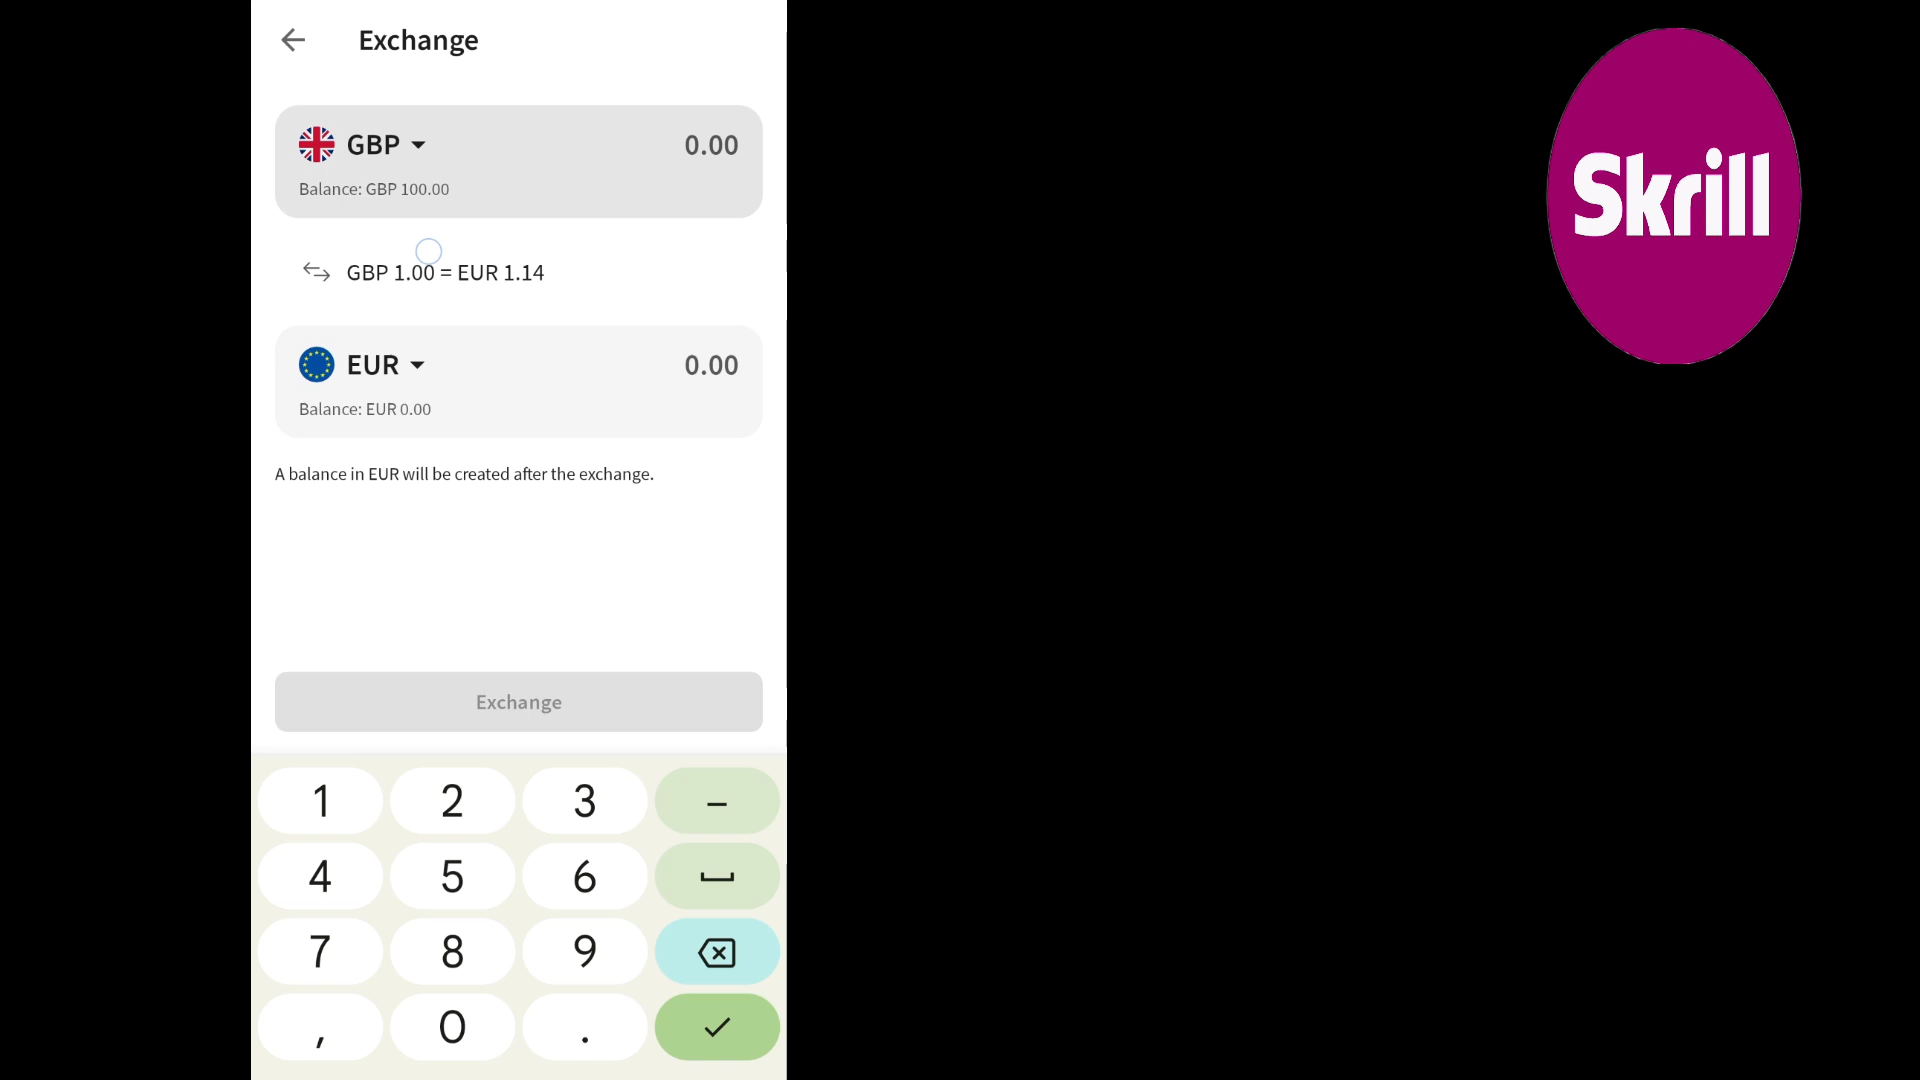 Exchange
GBP 0.00
Balance: GBP 100.00
GBP 1.00 = EUR 1.14
EUR 0.00
Balance: EUR 0.00
A balance in EUR will be created after the exchange.
Exchange
1 2 3 –
4 5 6
7 8 9
, 0 .
Skrill